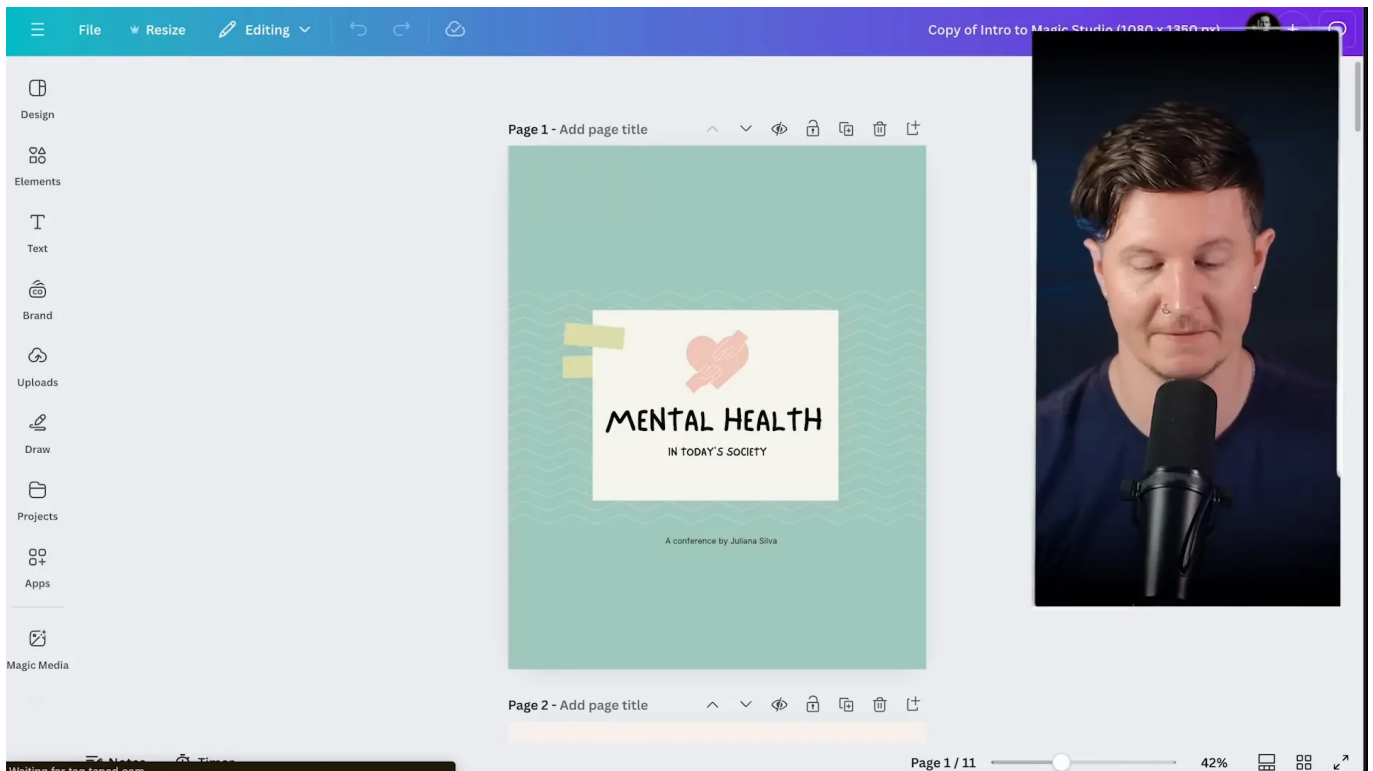 File Resize Editing Copy of Intro to Magic Studio (1080 x 1350 px)
Design
Elements
Text
Brand
Uploads
Draw
Projects
Apps
Magic Media
Page 1 - Add page title
MENTAL HEALTH
IN TODAY'S SOCIETY
A conference by Juliana Silva
Page 2 - Add page title
Notes Timer
Page 1 / 11 42%